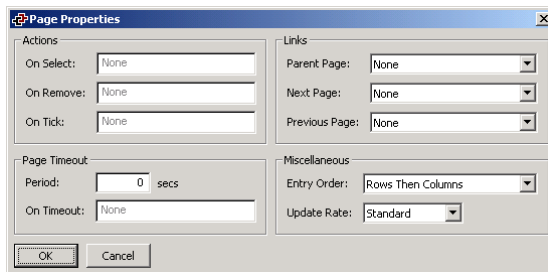 Page Properties
Actions
On Select: None
On Remove: None
On Tick: None
Links
Parent Page: None
Next Page: None
Previous Page: None
Page Timeout
Period: 0 secs
On Timeout: None
Miscellaneous
Entry Order: Rows Then Columns
Update Rate: Standard
OK Cancel